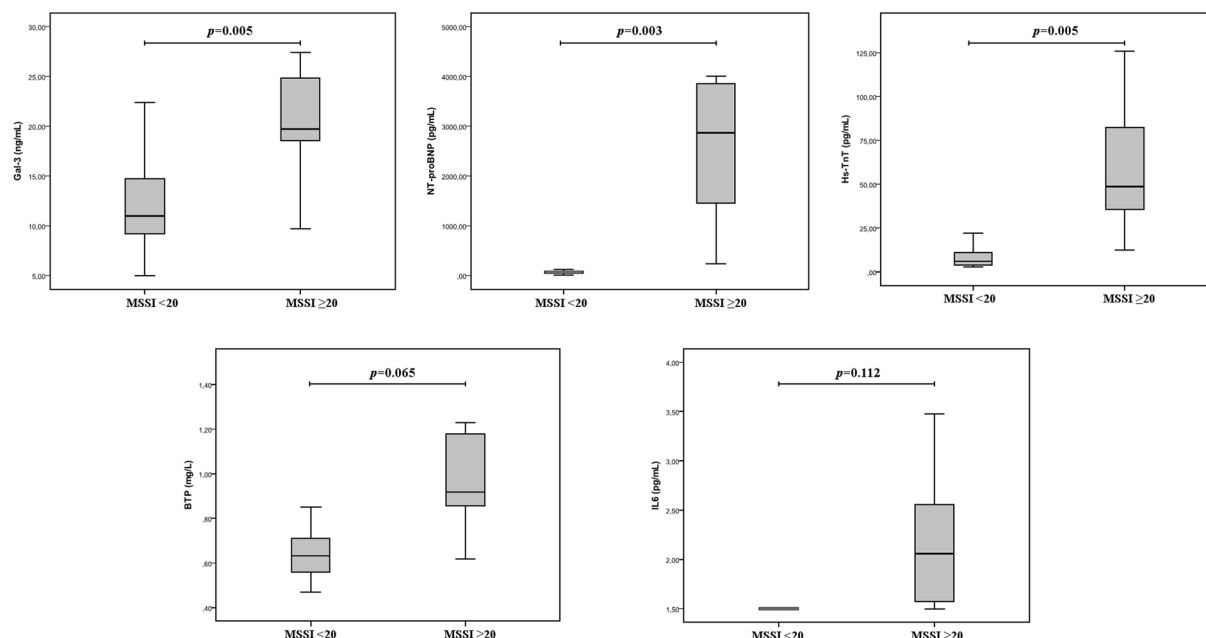 p=0.005
30,00
25,00
20,00
15,00
10,00
5,00
Gal-3 (ng/mL)
MSSI <20
MSSI ≥20
p=0.003
5000,00
4000,00
3000,00
2000,00
1000,00
,00
NT-proBNP (pg/mL)
MSSI <20
MSSI ≥20
p=0.005
125,00
100,00
75,00
50,00
25,00
,00
Hs-TnT (pg/mL)
MSSI <20
MSSI ≥20
p=0.065
1,40
1,20
1,00
,80
,60
,40
BTP (mg/L)
MSSI <20
MSSI ≥20
p=0.112
4,00
3,50
3,00
2,50
2,00
1,50
IL6 (pg/mL)
MSSI <20
MSSI ≥20